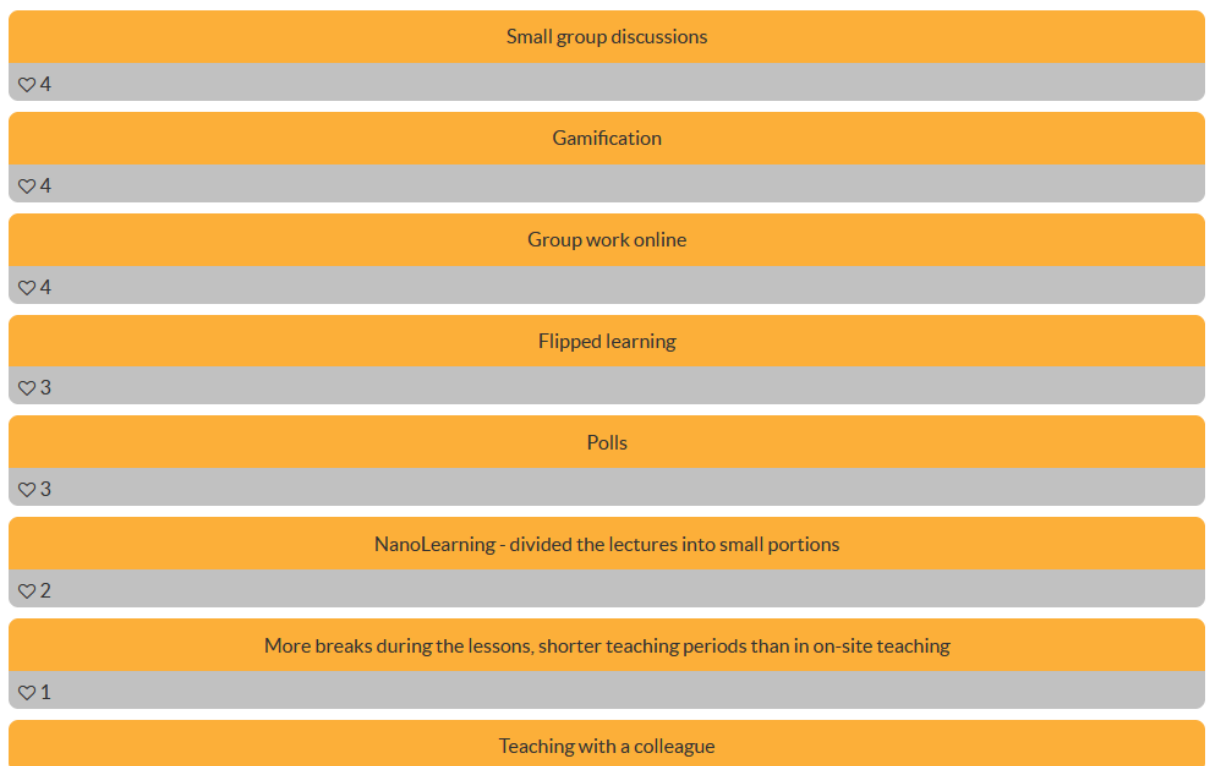 Small group discussions
♡ 4
Gamification
♡ 4
Group work online
♡ 4
Flipped learning
♡ 3
Polls
♡ 3
NanoLearning - divided the lectures into small portions
♡ 2
More breaks during the lessons, shorter teaching periods than in on-site teaching
♡ 1
Teaching with a colleague